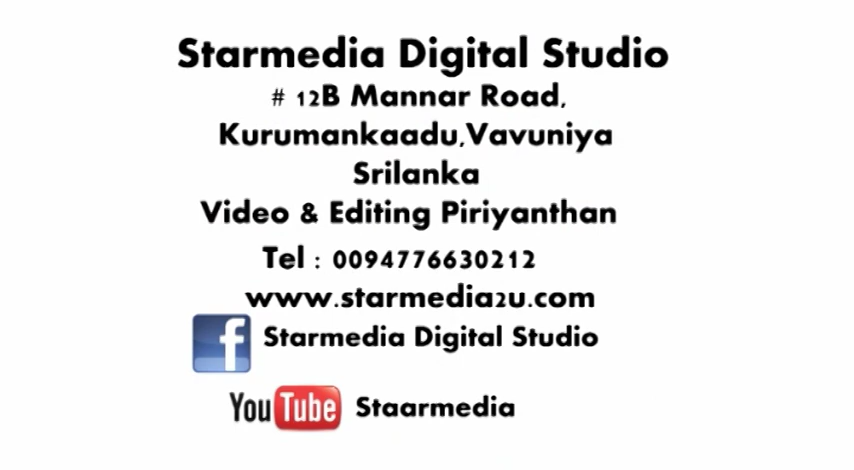 Starmedia Digital Studio
# 12B Mannar Road,
Kurumankaadu,Vavuniya
Srilanka
Video & Editing Piriyanthan
Tel : 0094776630212
www.starmedia2u.com
f Starmedia Digital Studio
YouTube Staarmedia